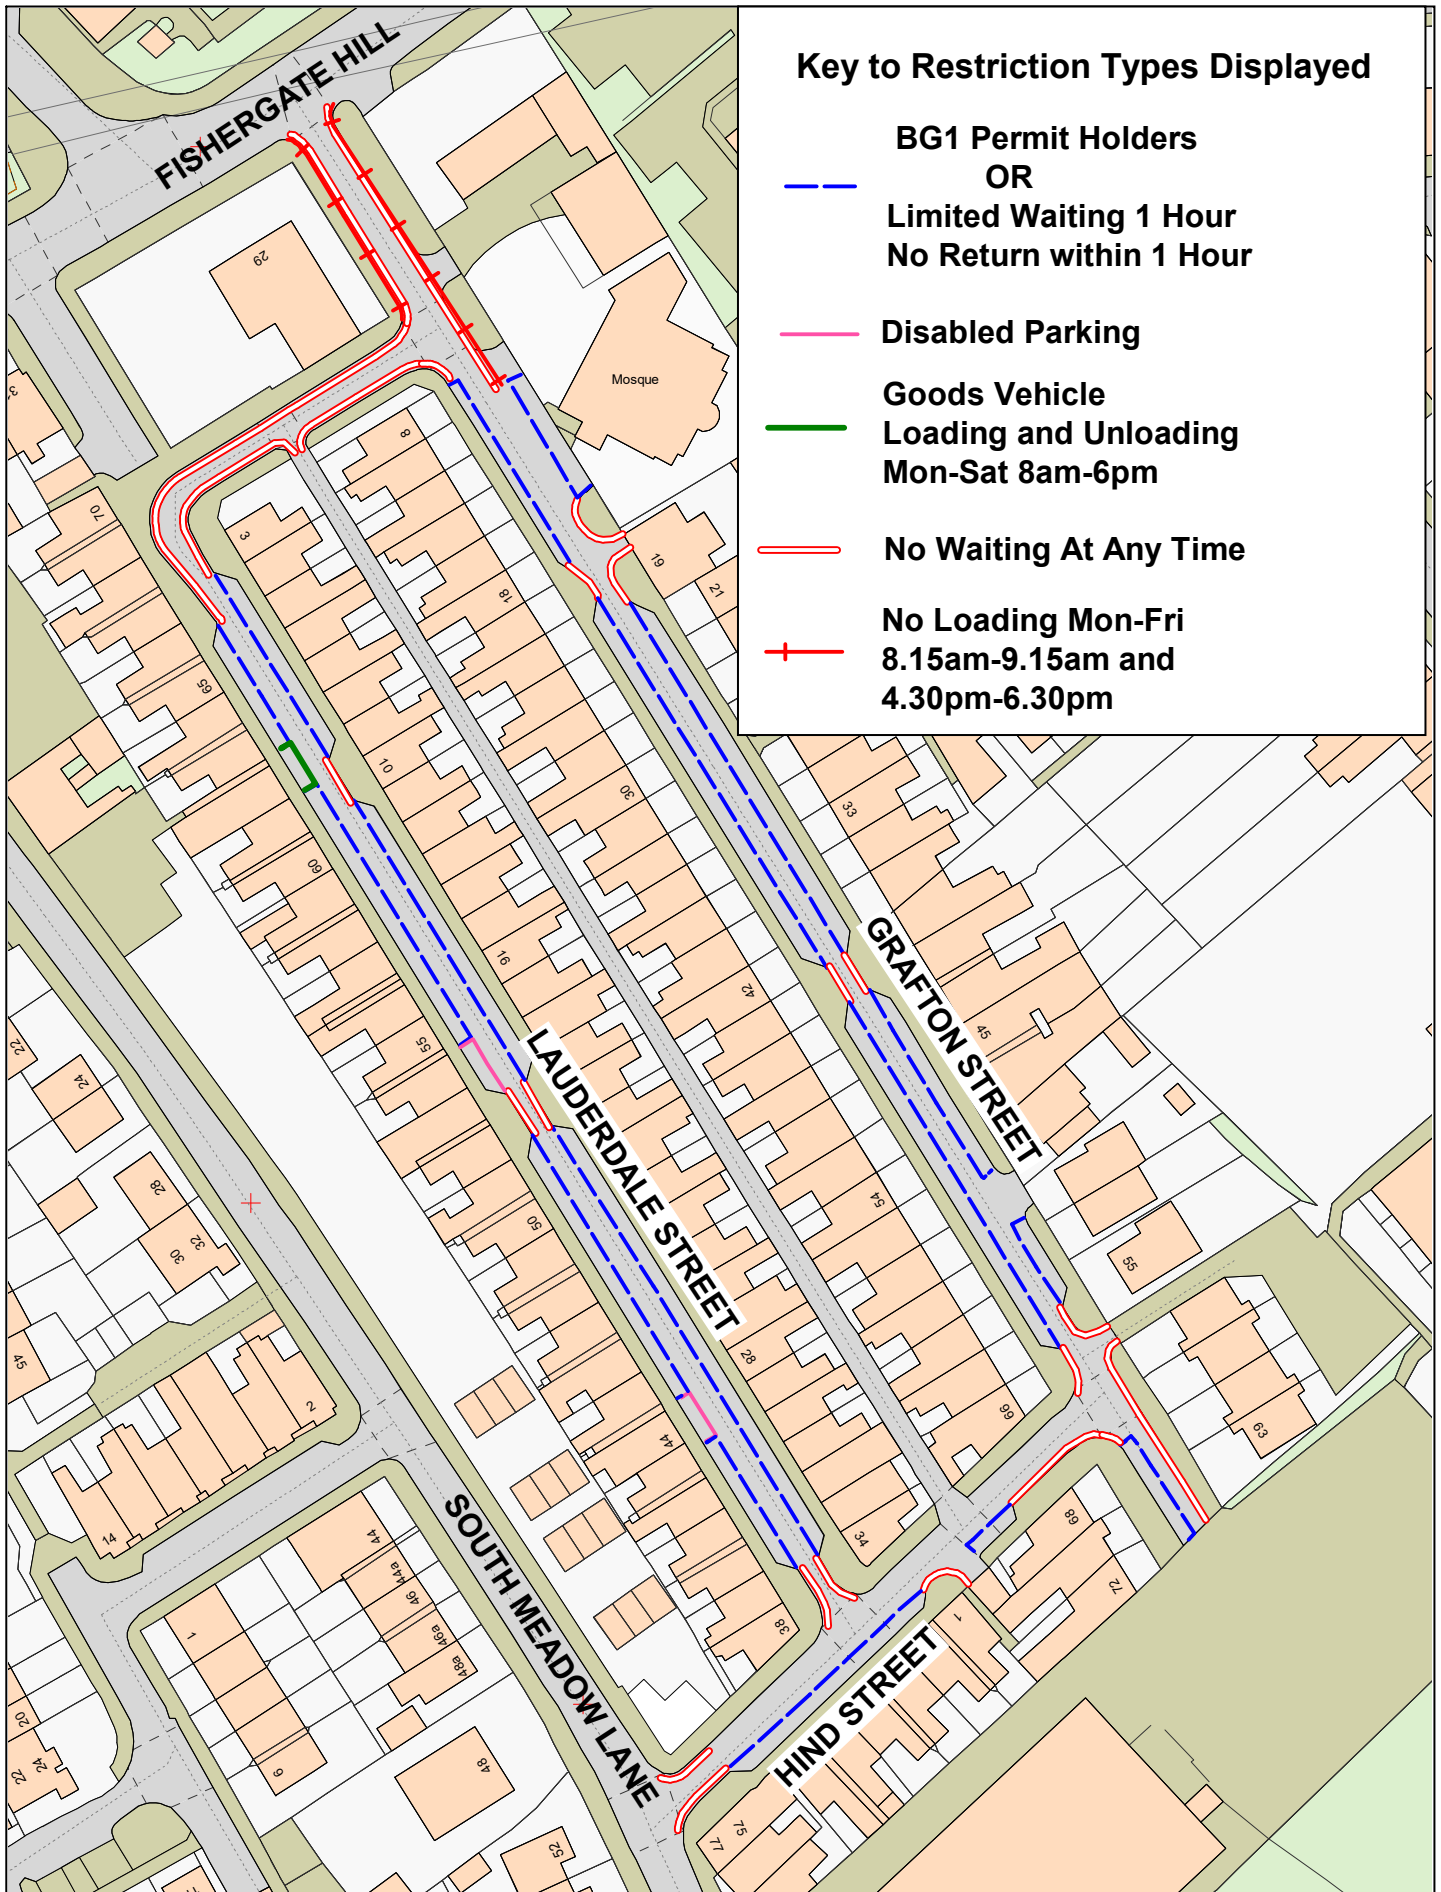 Key to Restriction Types Displayed
BG1 Permit Holders
OR
Limited Waiting 1 Hour
No Return within 1 Hour
Disabled Parking
Goods Vehicle
Loading and Unloading
Mon-Sat 8am-6pm
No Waiting At Any Time
No Loading Mon-Fri
8.15am-9.15am and
4.30pm-6.30pm
FISHERGATE HILL
29
Mosque
8
70
3
19
21
18
65
10
30
33
60
16
42
45
55
LAUDERDALE STREET
GRAFTON STREET
22
24
28
32
30
50
54
55
45
28
2
44
66
63
14
34
68
72
SOUTH MEADOW LANE
44
44a
46
46a
48a
38
1
1
HIND STREET
20
24
22
6
48
52
75
77